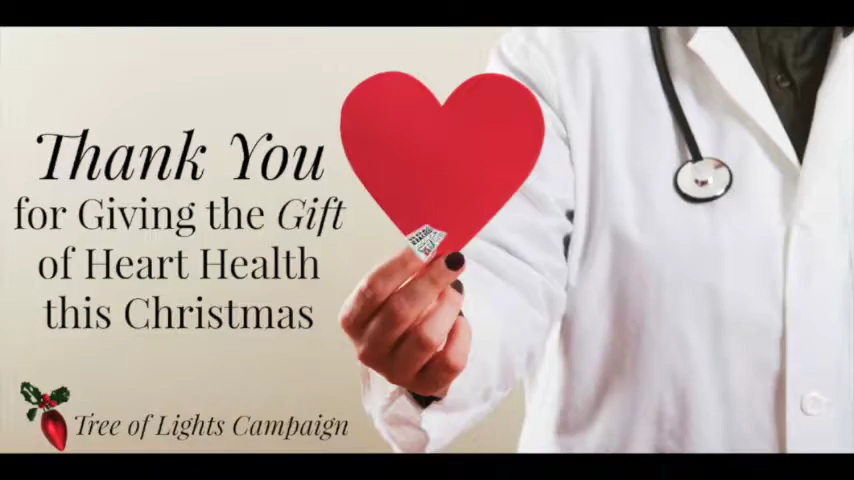 Thank You
for Giving the Gift
of Heart Health
this Christmas
Tree of Lights Campaign